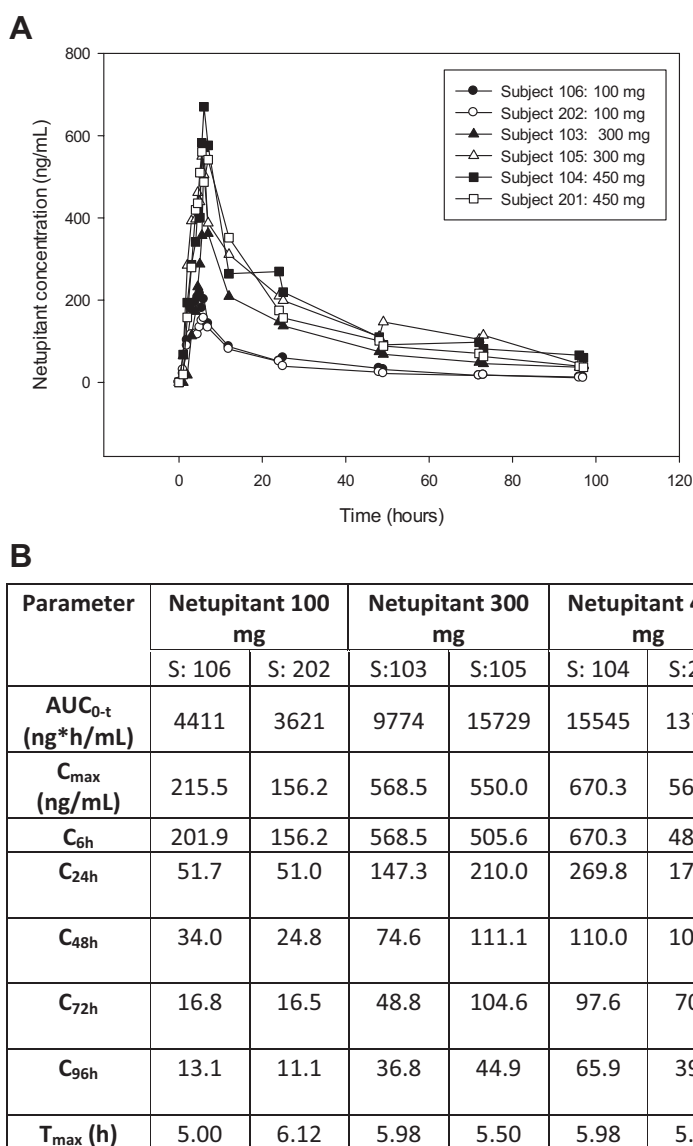 A
800
600
400
200
0
Netupitant concentration (ng/mL)
Subject 106: 100 mg
Subject 202: 100 mg
Subject 103: 300 mg
Subject 105: 300 mg
Subject 104: 450 mg
Subject 201: 450 mg
0 20 40 60 80 100 120
Time (hours)
B
Parameter Netupitant 100 mg Netupitant 300 mg Netupitant mg
S: 106 S: 202 S:103 S:105 S: 104
AUC0-t (ng*h/mL) 4411 3621 9774 15729 15545
Cmax (ng/mL) 215.5 156.2 568.5 550.0 670.3
C6h 201.9 156.2 568.5 505.6 670.3
C24h 51.7 51.0 147.3 210.0 269.8
C48h 34.0 24.8 74.6 111.1 110.0
C72h 16.8 16.5 48.8 104.6 97.6
C96h 13.1 11.1 36.8 44.9 65.9
Tmax (h) 5.00 6.12 5.98 5.50 5.98